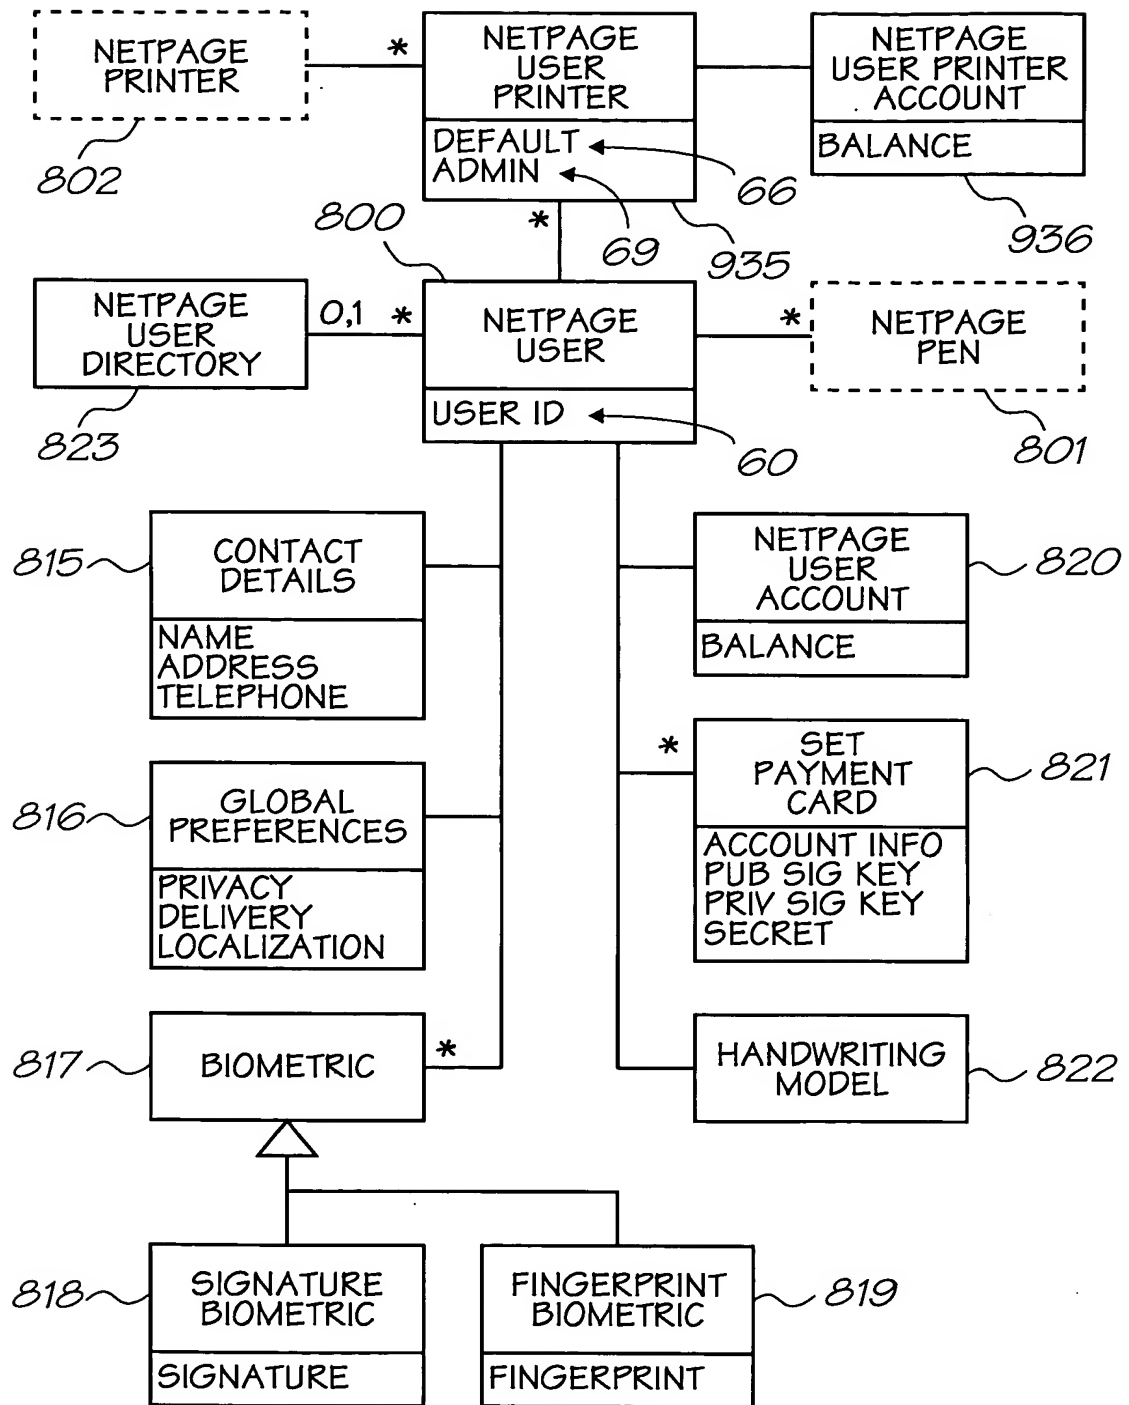 NETPAGE
PRINTER
802
*
NETPAGE
USER
PRINTER
DEFAULT
ADMIN
66
69
935
NETPAGE
USER PRINTER
ACCOUNT
BALANCE
936
*
800
NETPAGE
USER
DIRECTORY
823
0,1 *
NETPAGE
USER
USER ID
60
*
NETPAGE
PEN
801
815
CONTACT
DETAILS
NAME
ADDRESS
TELEPHONE
NETPAGE
USER
ACCOUNT
BALANCE
820
816
GLOBAL
PREFERENCES
PRIVACY
DELIVERY
LOCALIZATION
*
SET
PAYMENT
CARD
ACCOUNT INFO
PUB SIG KEY
PRIV SIG KEY
SECRET
821
817
BIOMETRIC
*
HANDWRITING
MODEL
822
818
SIGNATURE
BIOMETRIC
SIGNATURE
FINGERPRINT
BIOMETRIC
FINGERPRINT
819